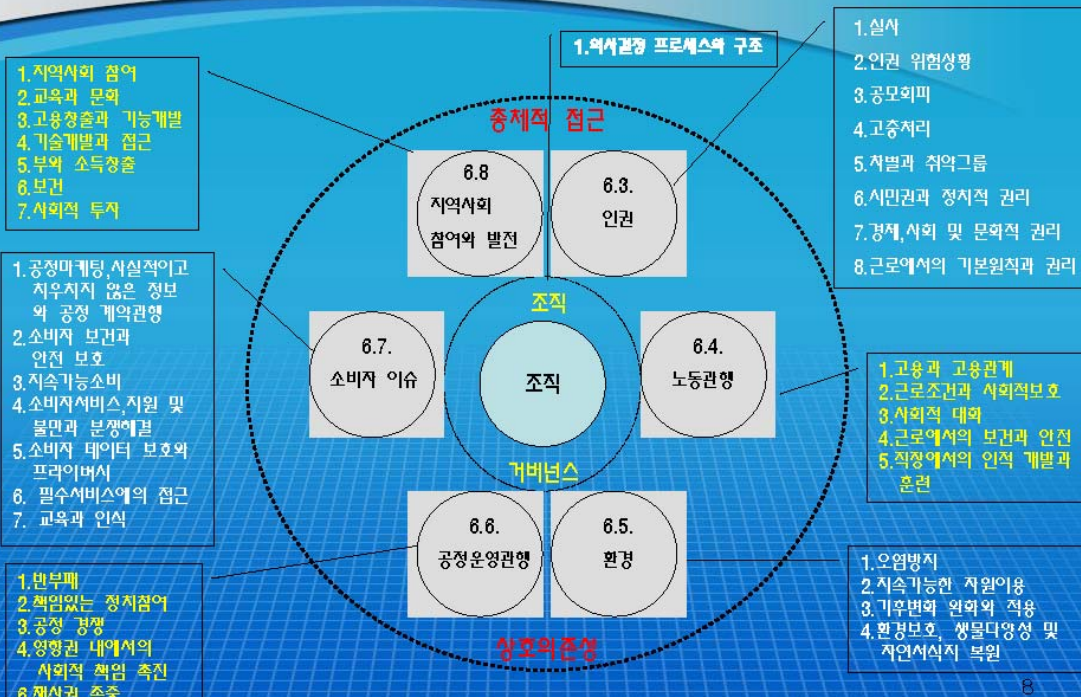 1.의사결정 프로세스와 구조
1.지역사회 참여
2.교육과 문화
3.고용창출과 기능개발
4.기술개발과 접근
5.부와 소득창출
6.보건
7.사회적 투자
1.실사
2.인권 위험상황
3.공모회피
4.고충처리
5.차별과 취약그룹
6.시민권과 정치적 권리
7.경제,사회 및 문화적 권리
8.근로에서의 기본원칙과 권리
총체적 접근
6.8
지역사회
참여와 발전
6.3.
인권
1.공정마케팅,사실적이고
치우치지 않은 정보
와 공정 계약관행
2.소비자 보건과
안전 보호
3.지속가능소비
4.소비자서비스,지원 및
불만과 분쟁해결
5.소비자 데이터 보호와
프라이버시
6. 필수서비스에의 접근
7. 교육과 인식
6.7.
소비자 이슈
조직
조직
거버넌스
6.4.
노동관행
1.고용과 고용관계
2.근로조건과 사회적보호
3.사회적 대화
4.근로에서의 보건과 안전
5.직장에서의 인적 개발과
훈련
6.6.
공정운영관행
6.5.
환경
1.반부패
2.책임있는 정치참여
3.공정 경쟁
4.영향권 내에서의
사회적 책임 촉진
6.재산권 존중
1.오염방지
2.지속가능한 자원이용
3.기후변화 완화와 적용
4.환경보호, 생물다양성 및
자연서식지 복원
상호의존성
8